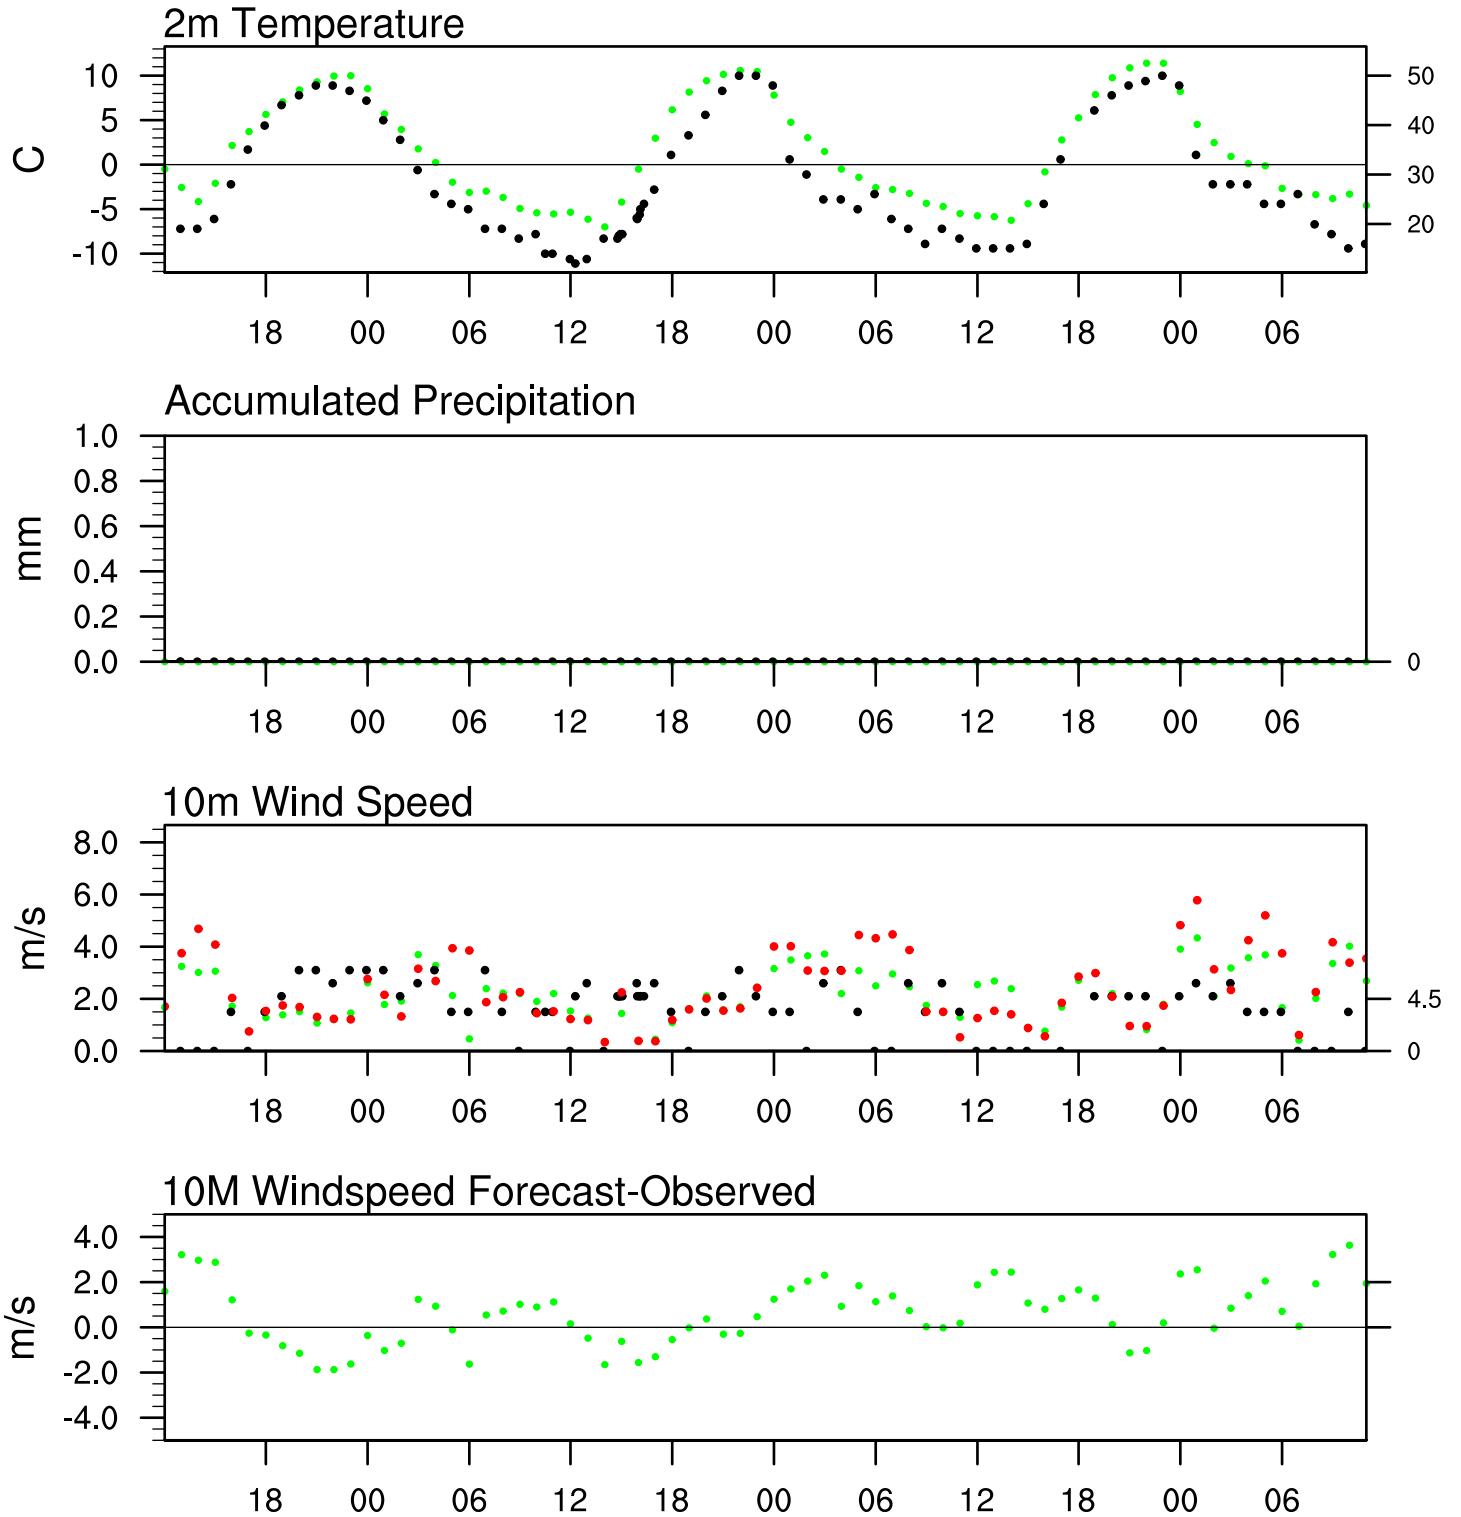 2m Temperature
10
5
0
-5
-10
C
50
40
30
20
18 00 06 12 18 00 06 12 18 00 06
Accumulated Precipitation
1.0
0.8
0.6
0.4
0.2
0.0
mm
0
18 00 06 12 18 00 06 12 18 00 06
10m Wind Speed
8.0
6.0
4.0
2.0
0.0
m/s
4.5
0
18 00 06 12 18 00 06 12 18 00 06
10M Windspeed Forecast-Observed
4.0
2.0
0.0
-2.0
-4.0
m/s
18 00 06 12 18 00 06 12 18 00 06